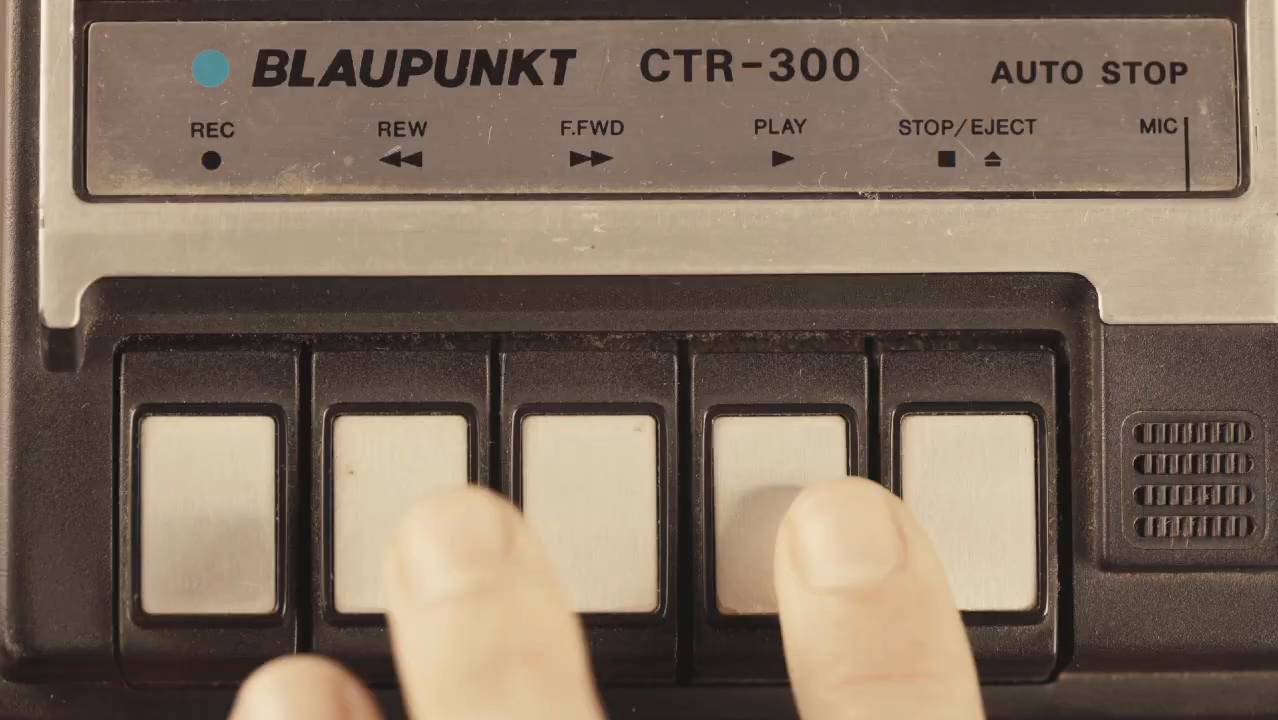 BLAUPUNKT CTR-300 AUTO STOP
REC REW F.FWD PLAY STOP/EJECT MIC